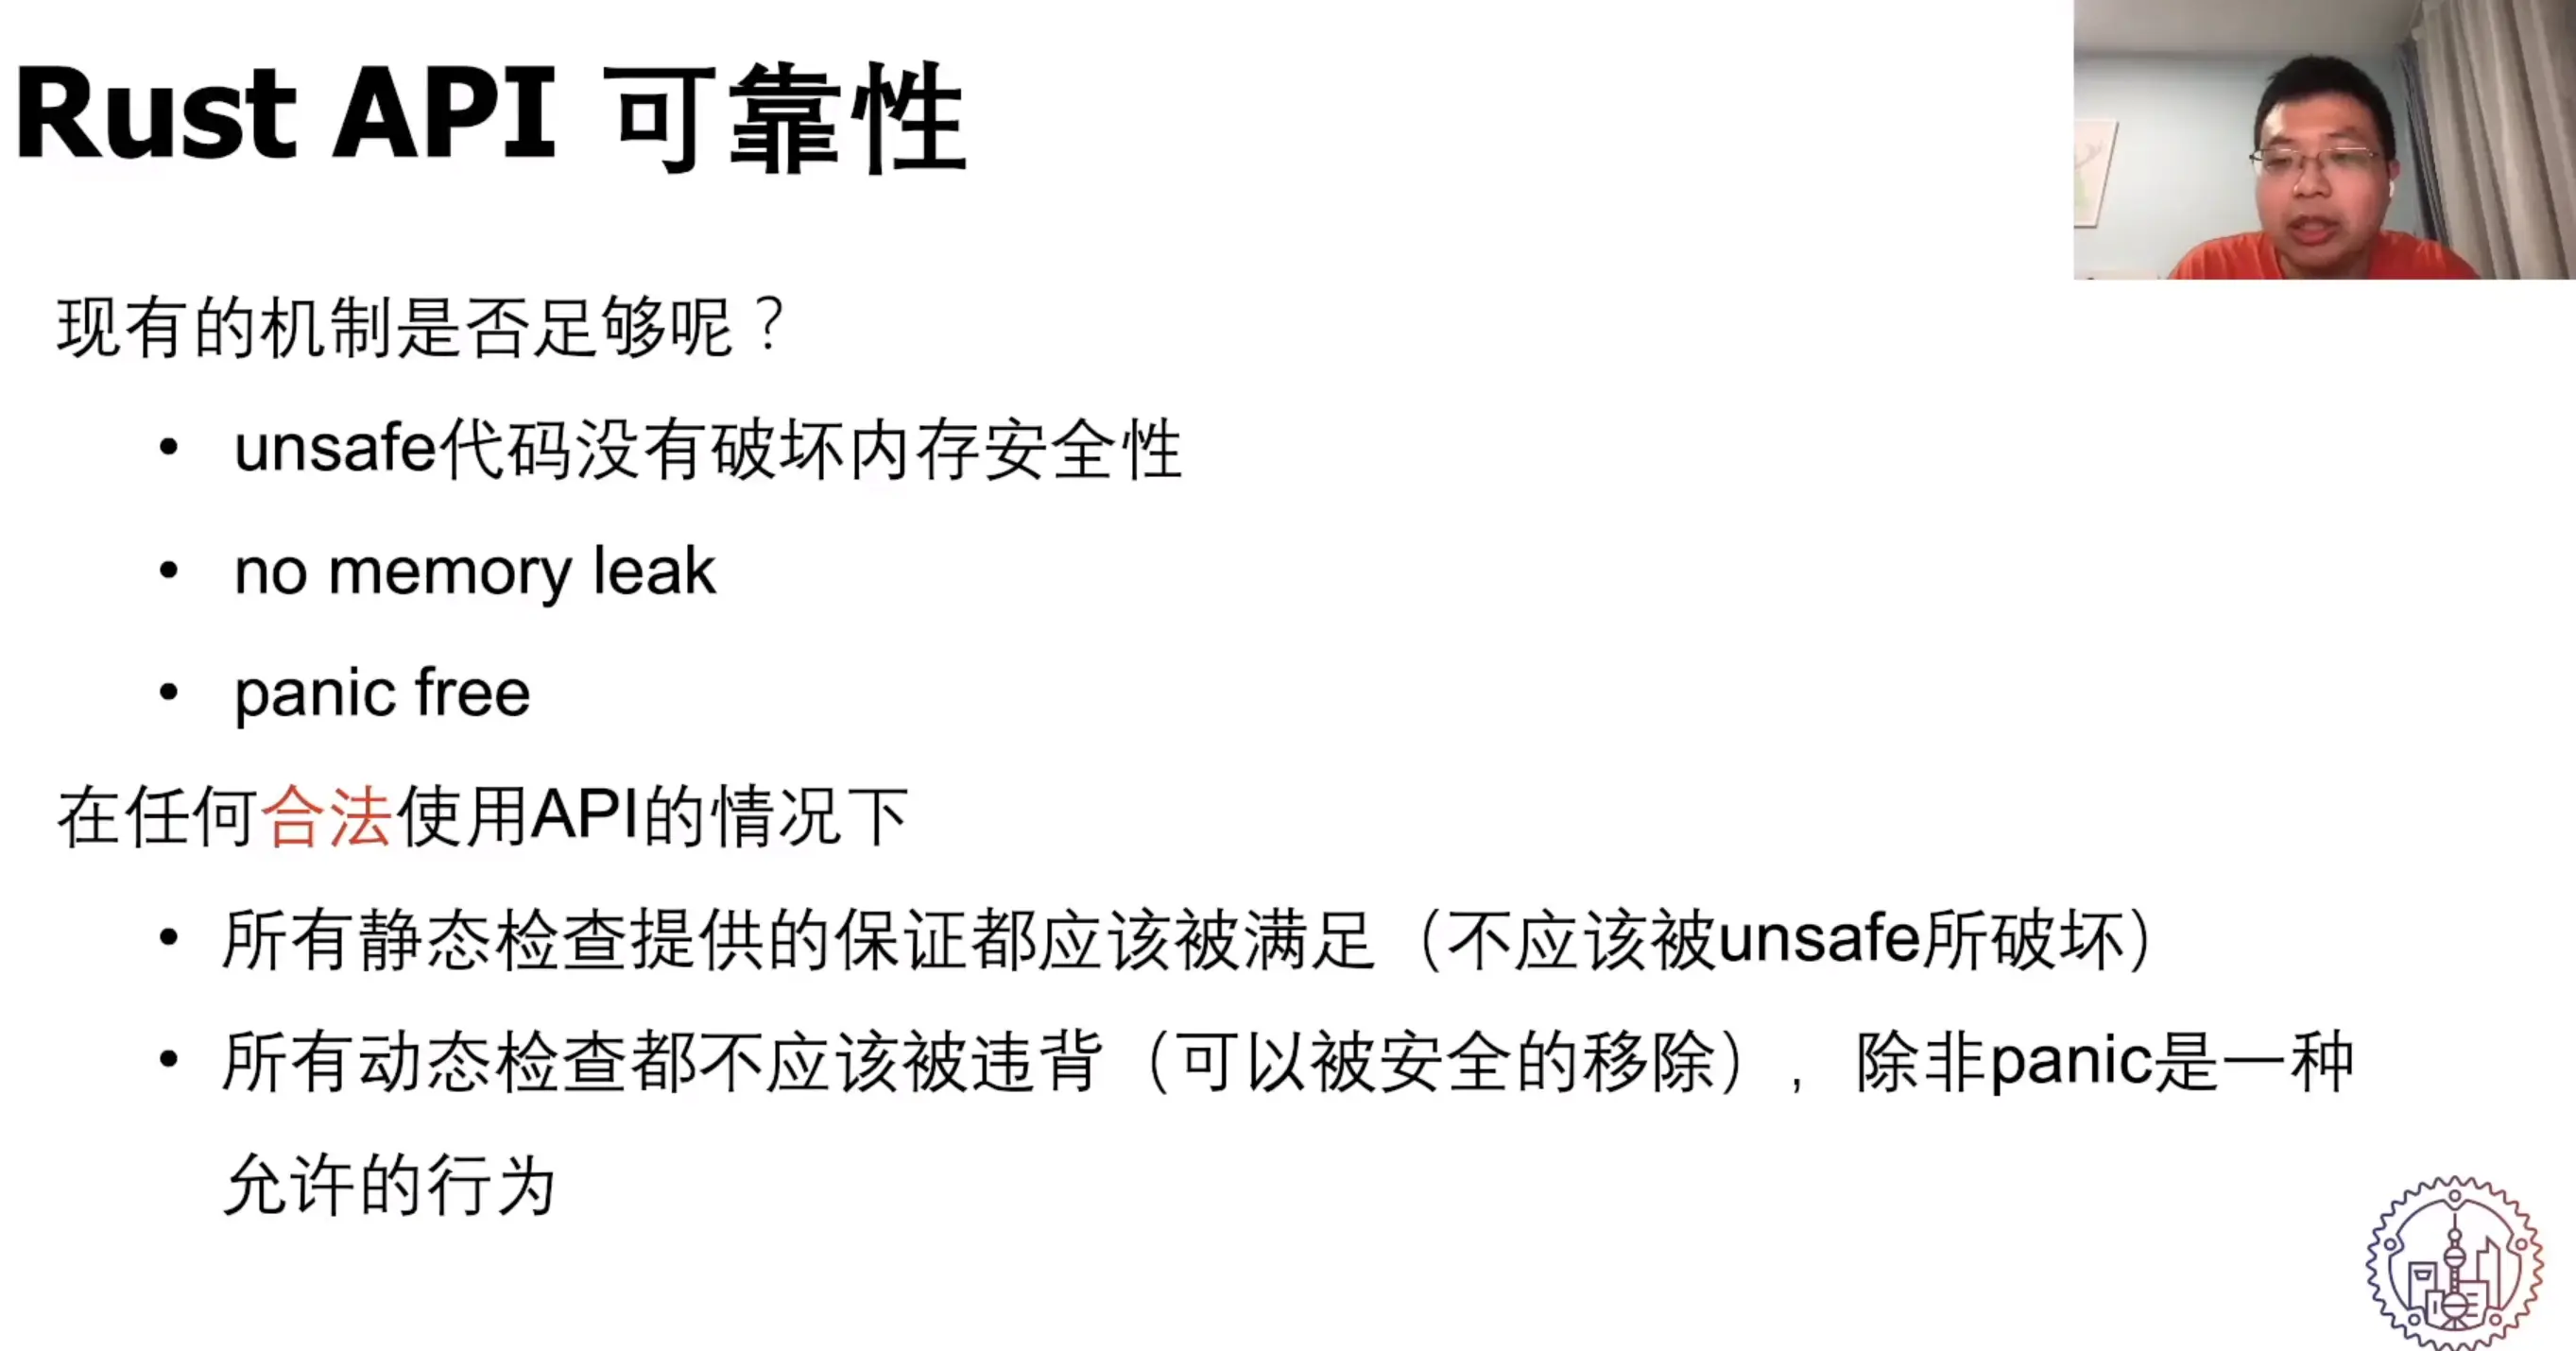 Rust API 可靠性
现有的机制是否足够呢？
• unsafe代码没有破坏内存安全性
• no memory leak
• panic free
在任何合法使用API的情况下
• 所有静态检查提供的保证都应该被满足（不应该被unsafe所破坏）
• 所有动态检查都不应该被违背（可以被安全的移除），除非panic是一种
允许的行为